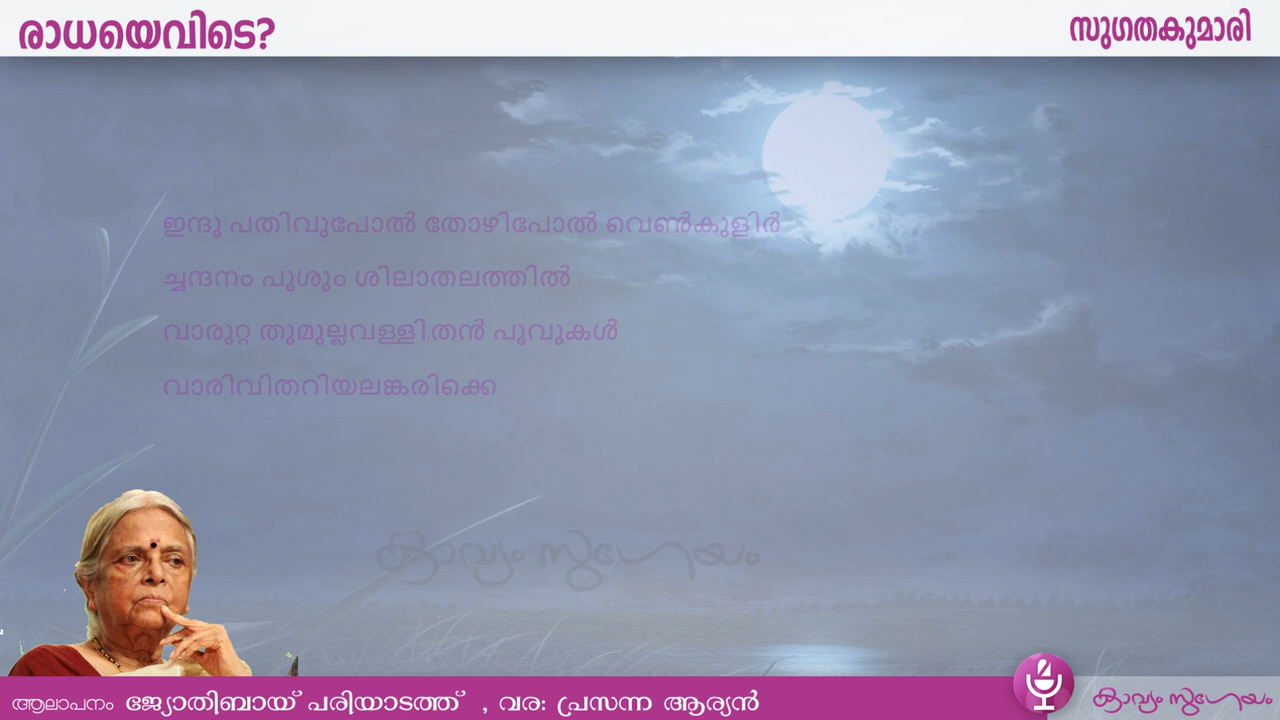 രാധയെവിടെ?
സുഗതകുമാരി
ഇന്ദു പതിവുപോൽ തോഴിപോൽ വെൺകുളിർ
ച്ചന്ദനം പൂശും ശിലാതലത്തിൽ
വാരുറ്റ തൂമുല്ലവള്ളിതൻ പൂവുകൾ
വാരിവിതറിയലങ്കരിക്കെ
കാവ്യം സുഗേയം
ആലാപനം ജ്യോതിബായ് പരിയാടത്ത് , വര: പ്രസന്ന ആര്യൻ
കാവ്യം സുഗേയം